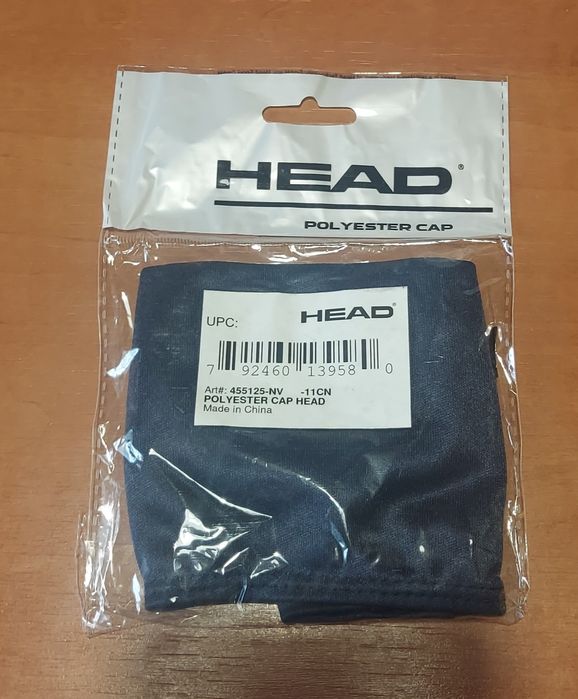 HEAD®
POLYESTER CAP
UPC: HEAD®
7 92460 13958 0
Art#: 455125-NV -11CN
POLYESTER CAP HEAD
Made in China